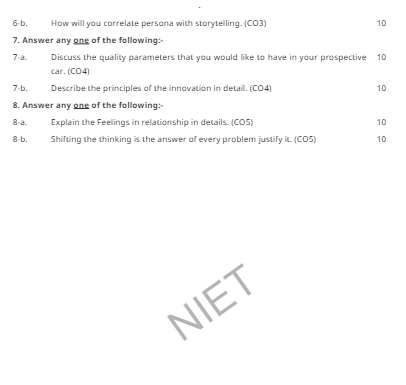 6-b. How will you correlate persona with storytelling. (CO3) 10
7. Answer any one of the following:-
7-a. Discuss the quality parameters that you would like to have in your prospective 10
car. (CO4)
7-b. Describe the principles of the innovation in detail. (CO4) 10
8. Answer any one of the following:-
8-a. Explain the Feelings in relationship in details. (CO5) 10
8-b. Shifting the thinking is the answer of every problem justify it. (CO5) 10
NIET